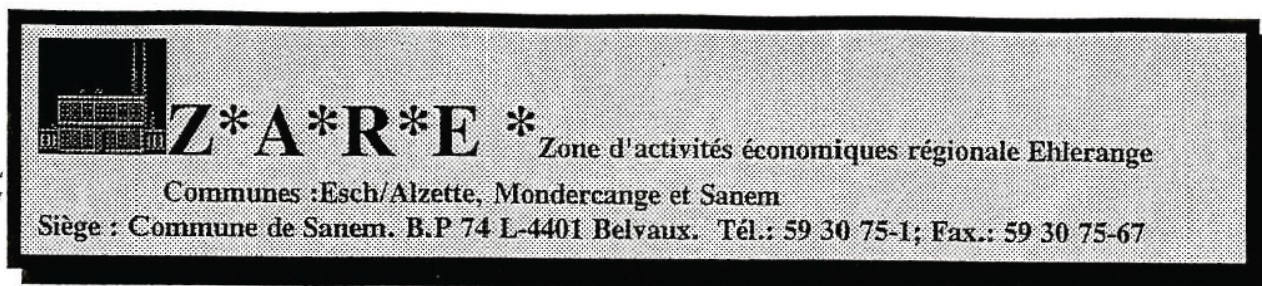 Z*A*R*E * Zone d'activités économiques régionale Ehlerange
Communes :Esch/Alzette, Mondercange et Sanem
Siège : Commune de Sanem. B.P 74 L-4401 Belvaux. Tél.: 59 30 75-1; Fax.: 59 30 75-67